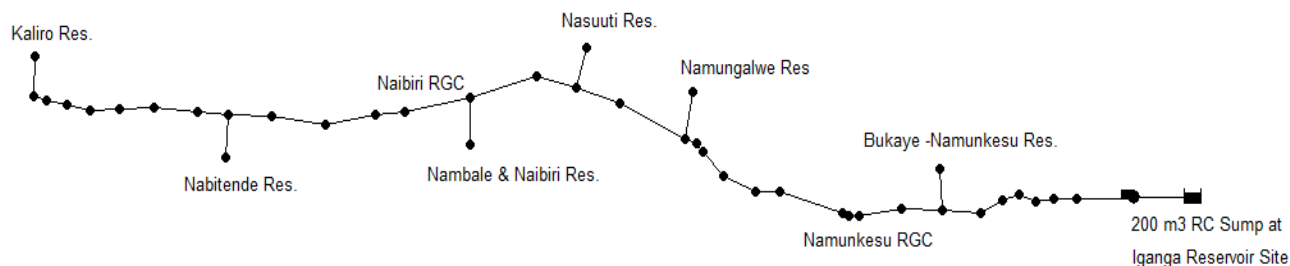 Nasuuti Res.
Kaliro Res.
Namungalwe Res
Naibiri RGC
Bukaye -Namunkesu Res.
Nabitende Res.
Nambale & Naibiri Res.
Namunkesu RGC
200 m3 RC Sump at
Iganga Reservoir Site